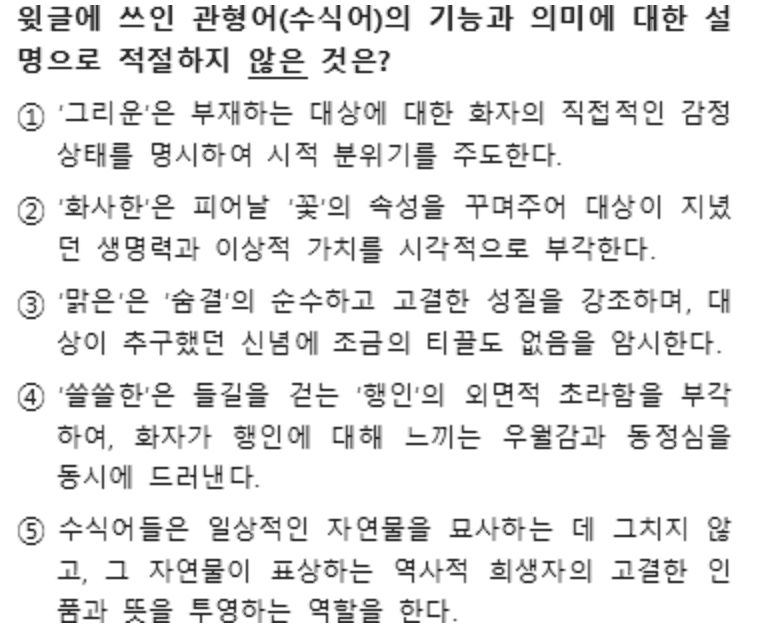 윗글에 쓰인 관형어(수식어)의 기능과 의미에 대한 설
명으로 적절하지 않은 것은?
① '그리운'은 부재하는 대상에 대한 화자의 직접적인 감정
상태를 명시하여 시적 분위기를 주도한다.
② '화사한'은 피어날 '꽃'의 속성을 꾸며주어 대상이 지녔
던 생명력과 이상적 가치를 시각적으로 부각한다.
③ '맑은'은 '숨결'의 순수하고 고결한 성질을 강조하며, 대
상이 추구했던 신념에 조금의 티끌도 없음을 암시한다.
④ '쓸쓸한'은 들길을 걷는 '행인'의 외면적 초라함을 부각
하여, 화자가 행인에 대해 느끼는 우월감과 동정심을
동시에 드러낸다.
⑤ 수식어들은 일상적인 자연물을 묘사하는 데 그치지 않
고, 그 자연물이 표상하는 역사적 희생자의 고결한 인
품과 뜻을 투영하는 역할을 한다.